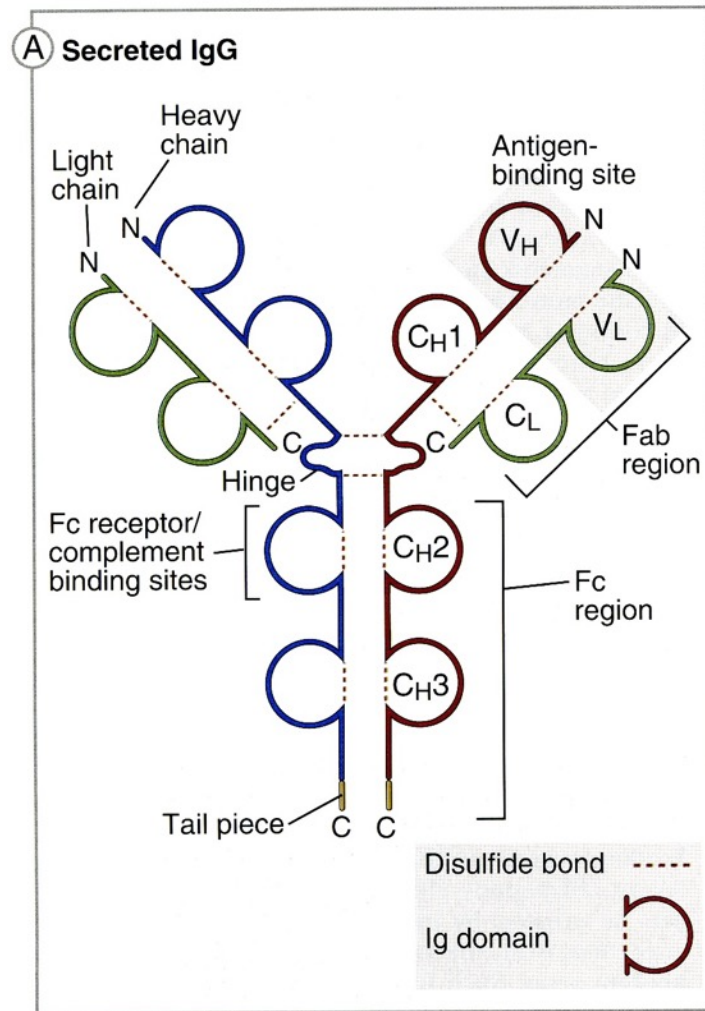 A Secreted IgG
Heavy
chain
Light
chain
N
N
Antigen-
binding site
N
N
VH
VL
CH1
CL
C
C
Hinge
Fab
region
Fc receptor/
complement
binding sites
CH2
Fc
region
CH3
Tail piece
C
C
Disulfide bond
Ig domain